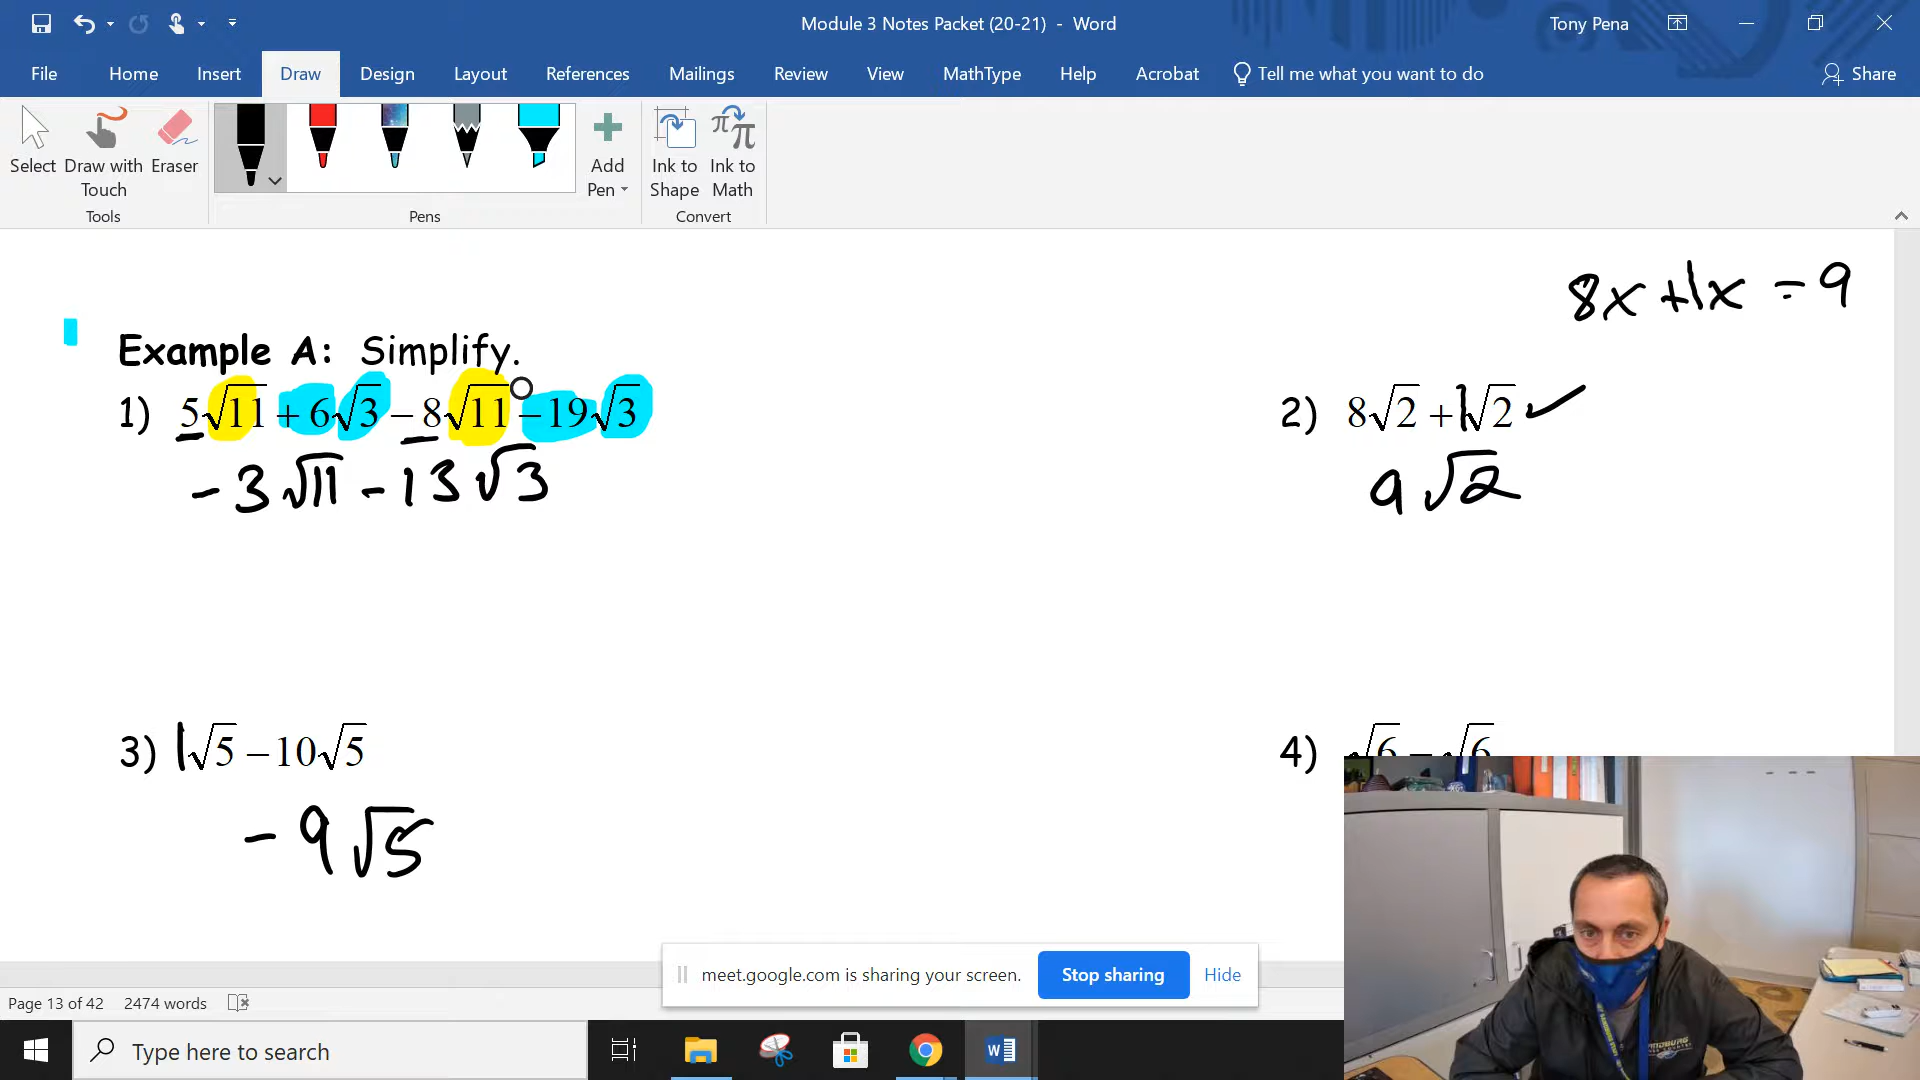 Module 3 Notes Packet (20-21) - Word
Tony Pena
File Home Insert Draw Design Layout References Mailings Review View MathType Help Acrobat Tell me what you want to do Share
Select
Draw with Touch
Eraser
Add Pen
Ink to Shape
Ink to Math
Tools
Pens
Convert
8x + 1x = 9
Example A: Simplify.
1) 5√11 + 6√3 − 8√11 − 19√3
- 3 √11 - 13 √3
2) 8√2 + 1√2 ✓
9 √2
3) 1√5 − 10√5
- 9 √5
4) √6 − √6
meet.google.com is sharing your screen. Stop sharing Hide
Page 13 of 42 2474 words
Type here to search